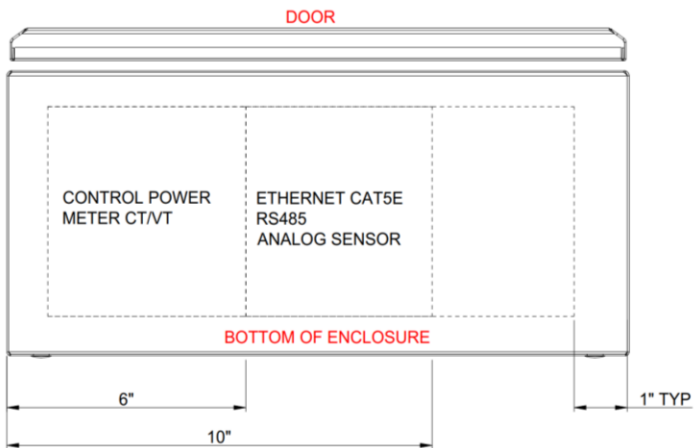 DOOR
CONTROL POWER
METER CT/VT
ETHERNET CAT5E
RS485
ANALOG SENSOR
BOTTOM OF ENCLOSURE
6"
1" TYP
10"